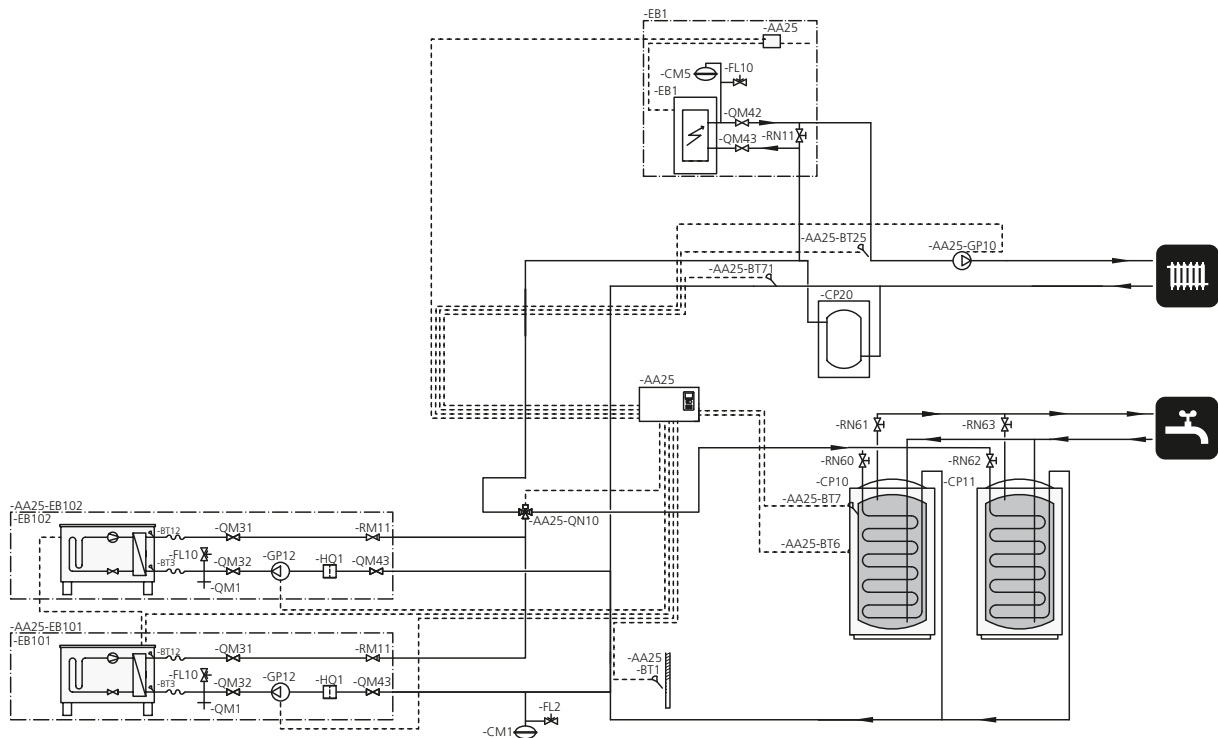 -EB1
-AA25
-CM5
-FL10
-EB1
-QM42
-QM43
-RN11
-AA25-BT25
-AA25-GP10
-AA25-BT71
-CP20
-AA25
-RN61
-RN63
-RN60
-RN62
-CP10
-CP11
-AA25-BT7
-AA25-BT6
-AA25-QN10
-AA25-EB102
-EB102
-BT12
-QM31
-RM11
-BT3
-FL10
-QM32
-GP12
-HQ1
-QM43
-QM1
-AA25-EB101
-EB101
-BT12
-QM31
-RM11
-BT3
-FL10
-QM32
-GP12
-HQ1
-QM43
-QM1
-AA25
-BT1
-FL2
-CM1